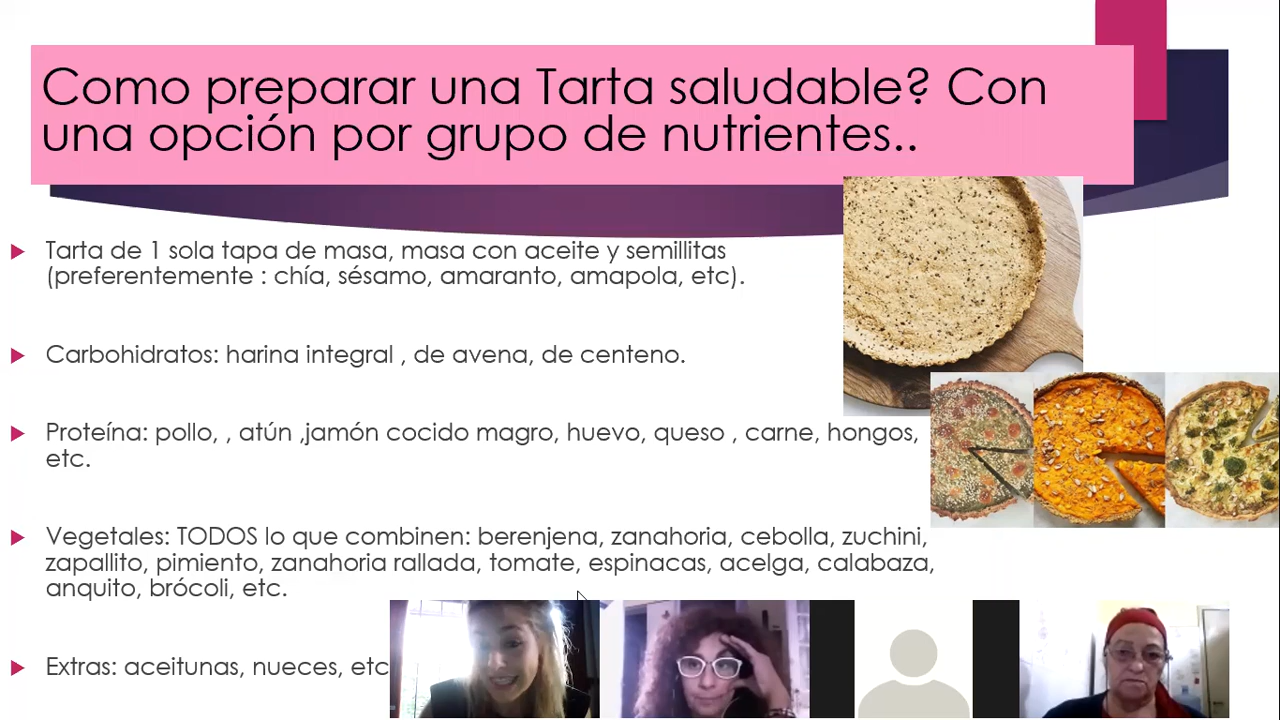 Como preparar una Tarta saludable? Con
una opción por grupo de nutrientes..
Tarta de 1 sola tapa de masa, masa con aceite y semillitas
(preferentemente : chía, sésamo, amaranto, amapola, etc).
Carbohidratos: harina integral , de avena, de centeno.
Proteína: pollo, , atún ,jamón cocido magro, huevo, queso , carne, hongos,
etc.
Vegetales: TODOS lo que combinen: berenjena, zanahoria, cebolla, zuchini,
zapallito, pimiento, zanahoria rallada, tomate, espinacas, acelga, calabaza,
anquito, brócoli, etc.
Extras: aceitunas, nueces, etc